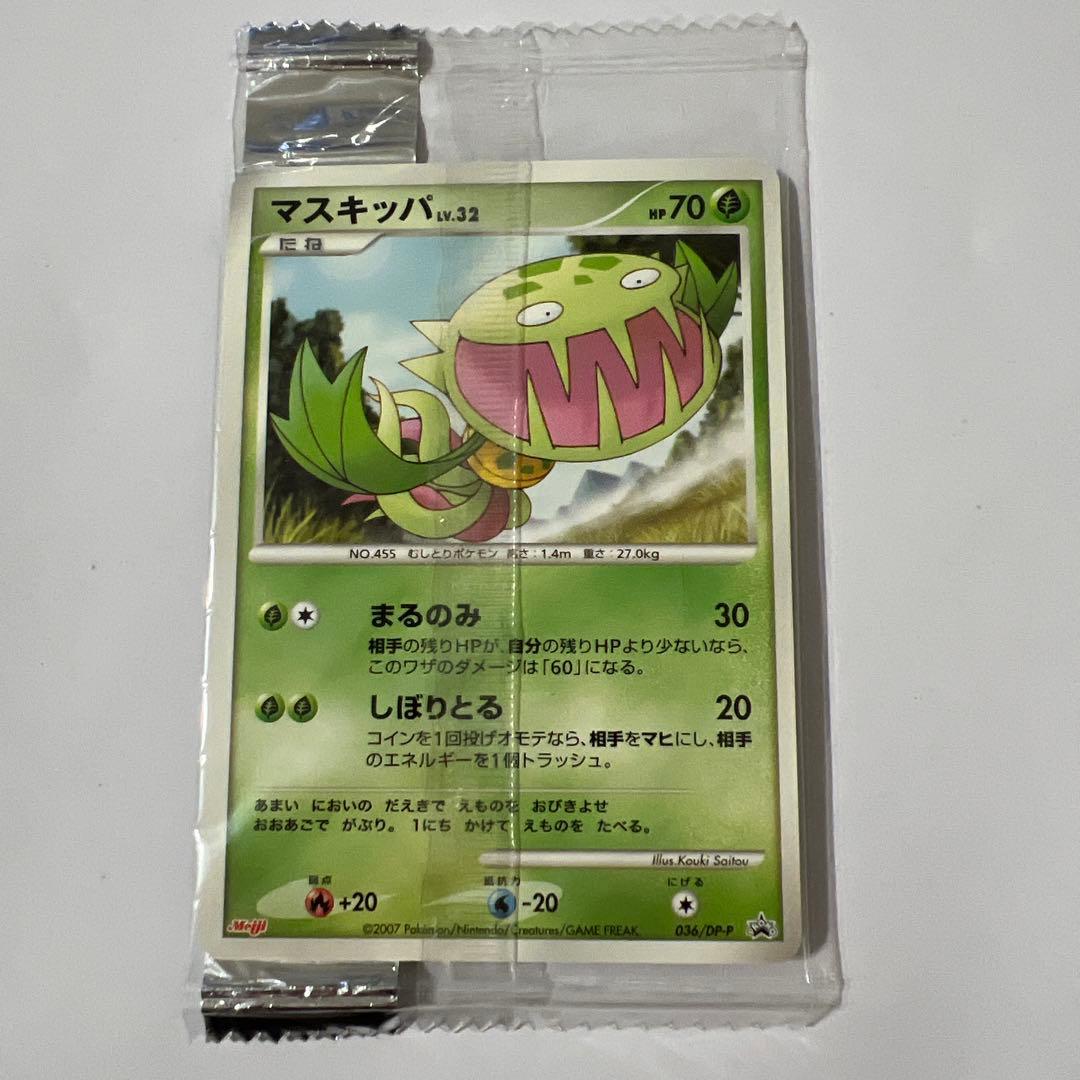 マスキッパ LV.32 HP 70
たね
NO.455 むしとりポケモン 高さ：1.4m 重さ：27.0kg
まるのみ 30
相手の残りHPが、自分の残りHPより少ないなら、
このワザのダメージは「60」になる。
しぼりとる 20
コインを1回投げオモテなら、相手をマヒにし、相手
のエネルギーを1個トラッシュ。
あまい においの だえきで えものを おびきよせ
おおあごで がぶり。 1にち かけて えものを たべる。
Illus.Kouki Saitou
弱点 抵抗力 にげる
+20 -20
Meiji ©2007 Pokémon/Nintendo/Creatures/GAME FREAK. 036/DP-P